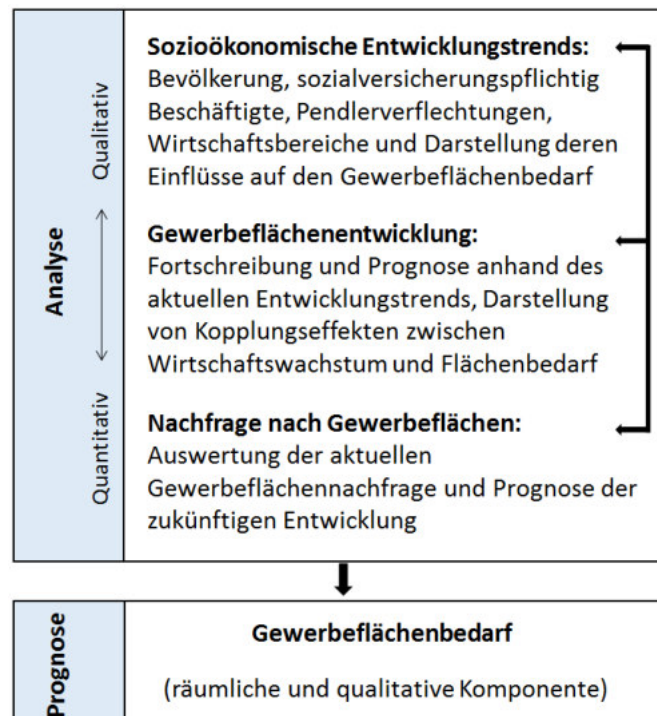 Analyse
Qualitativ
Quantitativ
Sozioökonomische Entwicklungstrends:
Bevölkerung, sozialversicherungspflichtig
Beschäftigte, Pendlerverflechtungen,
Wirtschaftsbereiche und Darstellung deren
Einflüsse auf den Gewerbeflächenbedarf
Gewerbeflächenentwicklung:
Fortschreibung und Prognose anhand des
aktuellen Entwicklungstrends, Darstellung
von Kopplungseffekten zwischen
Wirtschaftswachstum und Flächenbedarf
Nachfrage nach Gewerbeflächen:
Auswertung der aktuellen
Gewerbeflächennachfrage und Prognose der
zukünftigen Entwicklung
Prognose
Gewerbeflächenbedarf
(räumliche und qualitative Komponente)